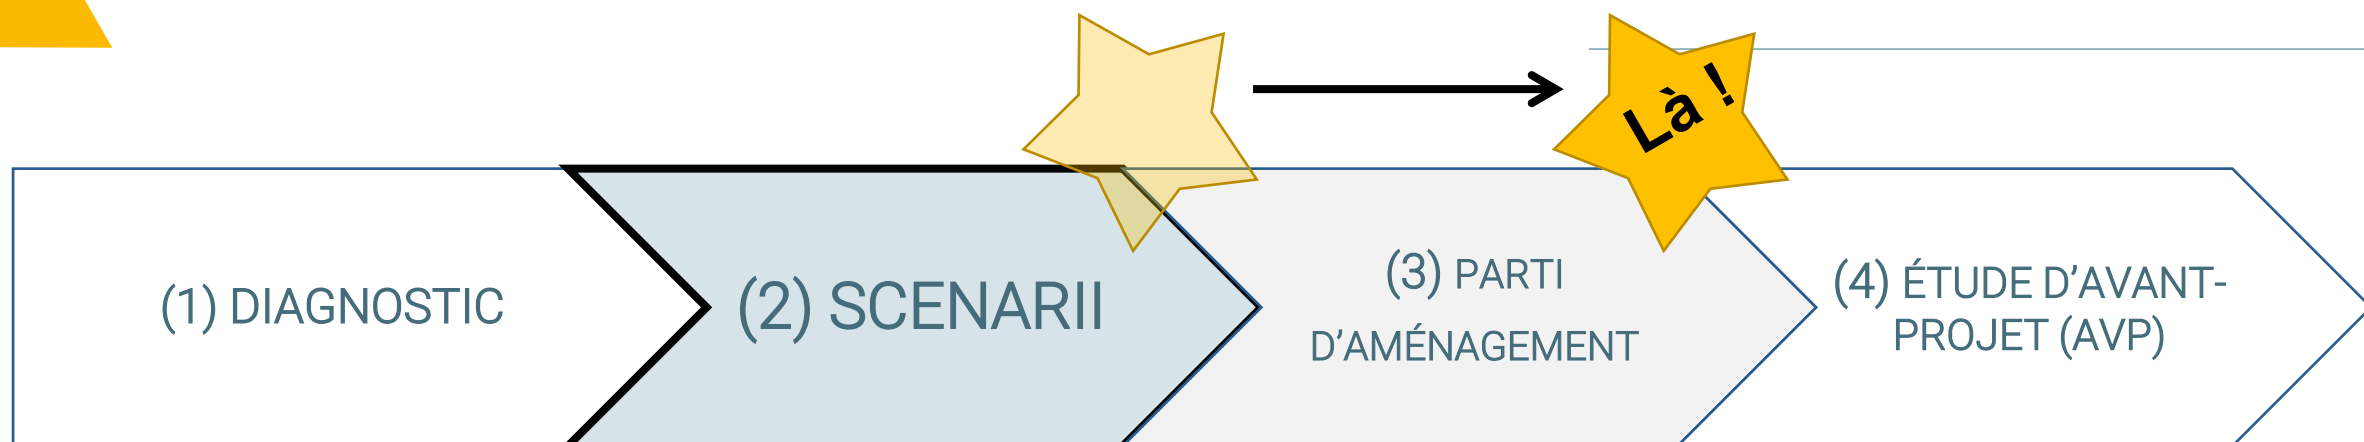 Là !
(1) DIAGNOSTIC
(2) SCENARII
(3) PARTI
D’AMÉNAGEMENT
(4) ÉTUDE D’AVANT-
PROJET (AVP)